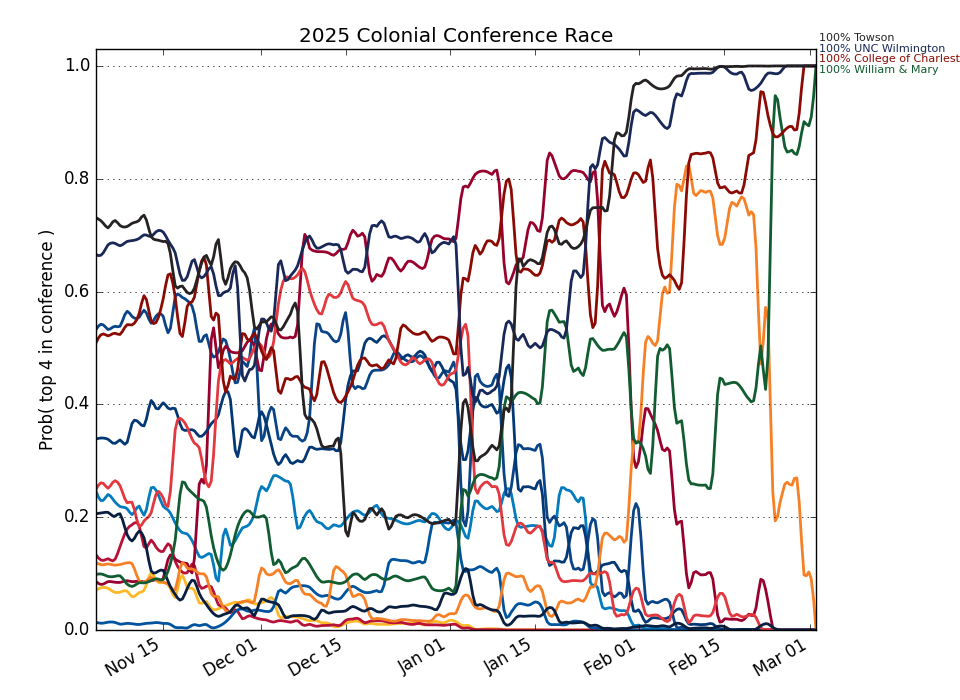 2025 Colonial Conference Race
100% Towson
100% UNC Wilmington
100% College of Charlest
100% William & Mary
Prob( top 4 in conference )
1.0
0.8
0.6
0.4
0.2
0.0
Nov 15
Dec 01
Dec 15
Jan 01
Jan 15
Feb 01
Feb 15
Mar 01